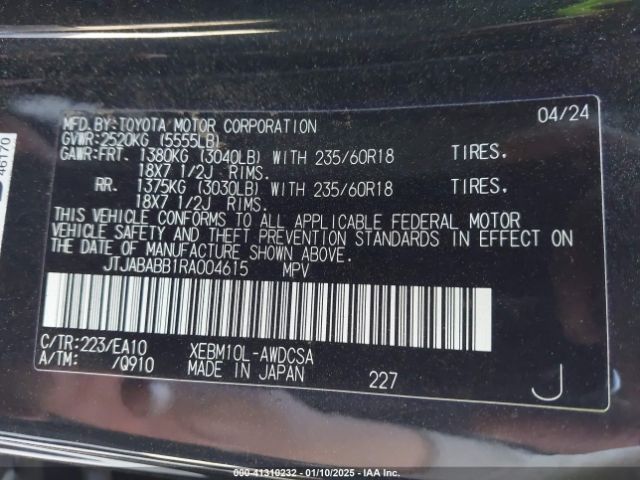 MFD.BY:TOYOTA MOTOR CORPORATION 04/24
GVWR:2520KG (5555LB)
GAWR:FRT. 1380KG (3040LB) WITH 235/60R18 TIRES.
18X7 1/2J RIMS.
RR. 1375KG (3030LB) WITH 235/60R18 TIRES.
18X7 1/2J RIMS.
THIS VEHICLE CONFORMS TO ALL APPLICABLE FEDERAL MOTOR
VEHICLE SAFETY AND THEFT PREVENTION STANDARDS IN EFFECT ON
THE DATE OF MANUFACTURE SHOWN ABOVE.
JTJABABB1RA004615 MPV
C/TR:223/EA10 XEBM10L-AWDCSA
A/TM: /Q910 MADE IN JAPAN 227 J
46170
000-41310232 - 01/10/2025 - IAA Inc.